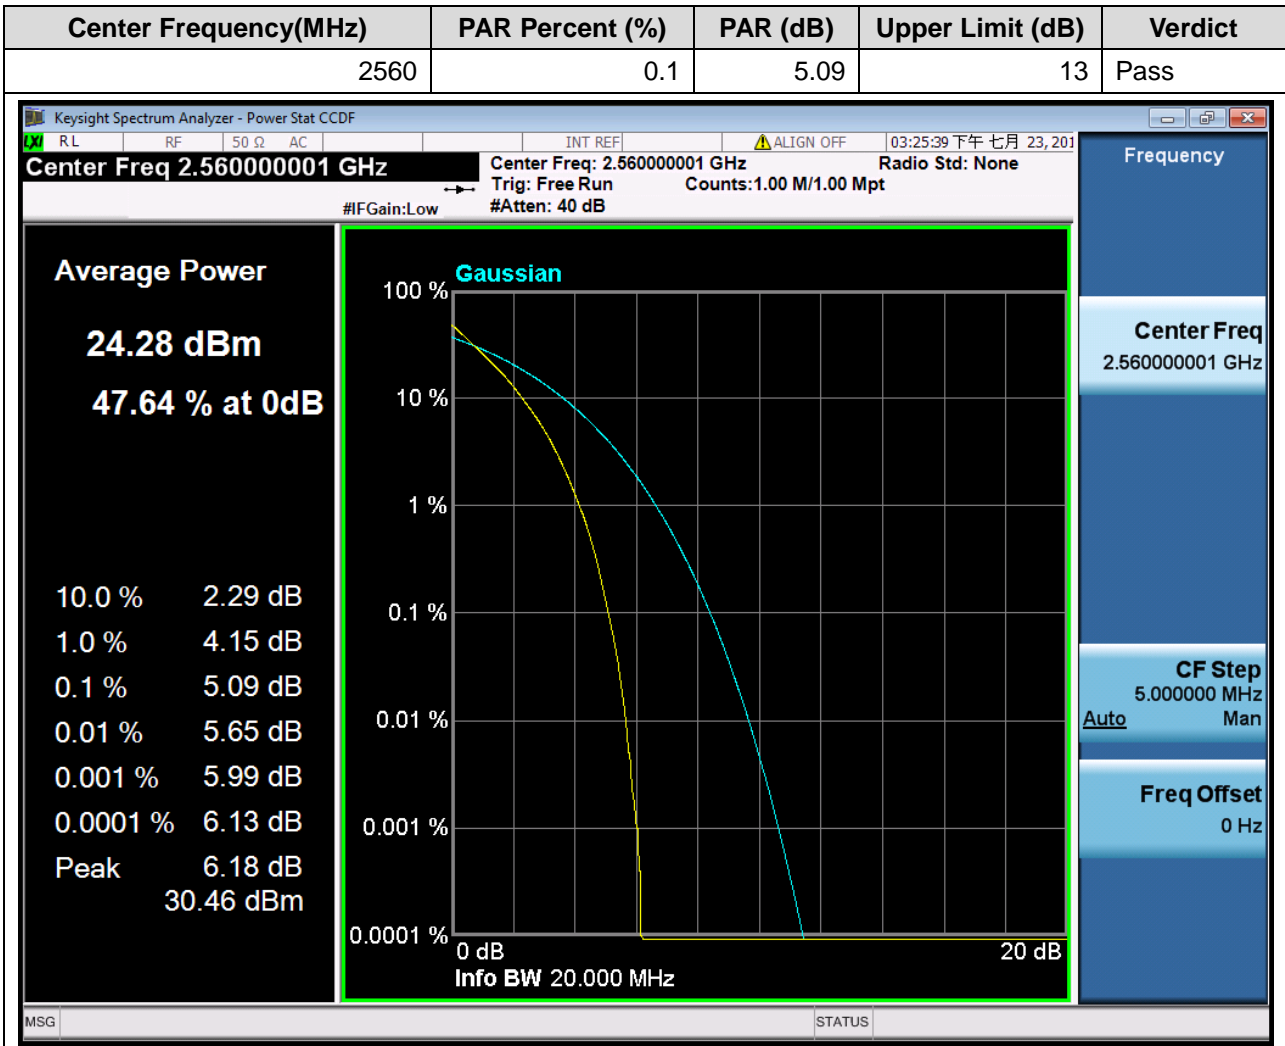 Center Frequency(MHz) PAR Percent (%) PAR (dB) Upper Limit (dB) Verdict
2560 0.1 5.09 13 Pass
Keysight Spectrum Analyzer - Power Stat CCDF
LXI RL RF 50 Ω AC INT REF ALIGN OFF 03:25:39 下午 七月 23, 201
Center Freq 2.560000001 GHz
Center Freq: 2.560000001 GHz Radio Std: None
Trig: Free Run Counts:1.00 M/1.00 Mpt
#IFGain:Low #Atten: 40 dB
Average Power
24.28 dBm
47.64 % at 0dB
10.0 % 2.29 dB
1.0 % 4.15 dB
0.1 % 5.09 dB
0.01 % 5.65 dB
0.001 % 5.99 dB
0.0001 % 6.13 dB
Peak 6.18 dB
30.46 dBm
Gaussian
100 %
10 %
1 %
0.1 %
0.01 %
0.001 %
0.0001 %
0 dB 20 dB
Info BW 20.000 MHz
Frequency
Center Freq
2.560000001 GHz
CF Step
5.000000 MHz
Auto Man
Freq Offset
0 Hz
MSG STATUS